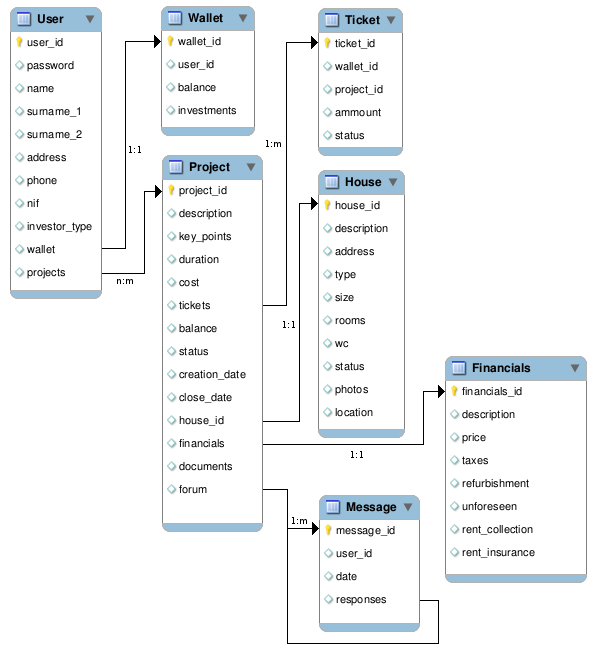 User
user_id
password
name
surname_1
surname_2
address
phone
nif
investor_type
wallet
projects
Wallet
wallet_id
user_id
balance
investments
Ticket
ticket_id
wallet_id
project_id
ammount
status
1:1
1:m
n:m
Project
project_id
description
key_points
duration
cost
tickets
balance
status
creation_date
close_date
house_id
financials
documents
forum
House
house_id
description
address
type
size
rooms
wc
status
photos
location
1:1
1:1
Financials
financials_id
description
price
taxes
refurbishment
unforeseen
rent_collection
rent_insurance
1:m
Message
message_id
user_id
date
responses